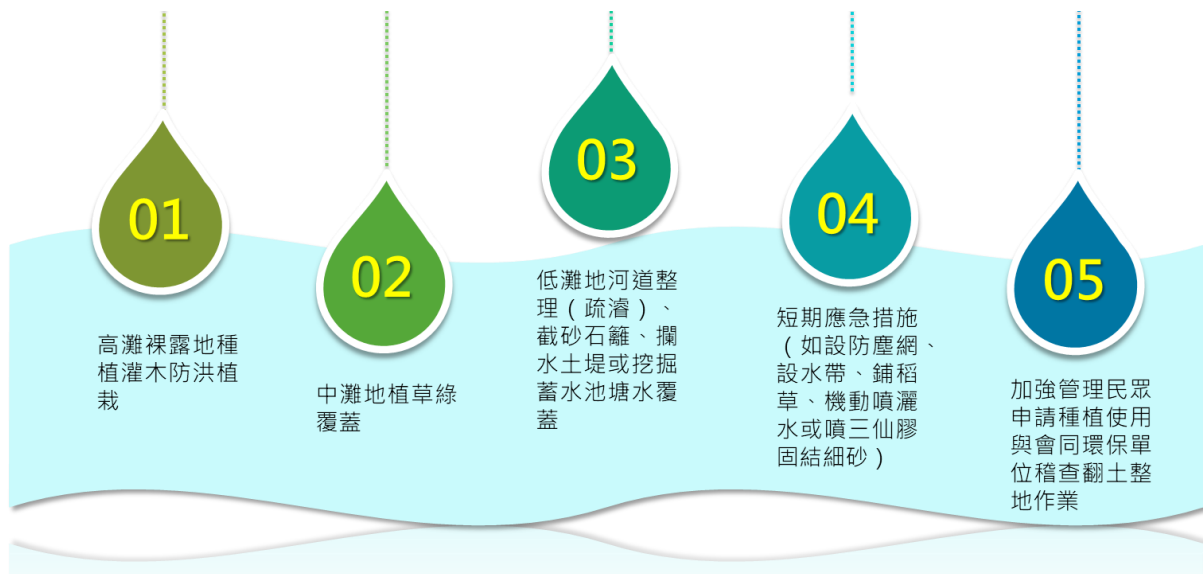 01
高灘裸露地種
植灌木防洪植
栽
02
中灘地植草綠
覆蓋
03
低灘地河道整
理（疏濬）、
截砂石籬、攔
水土堤或挖掘
蓄水池塘水覆
蓋
04
短期應急措施
（如設防塵網、
設水帶、鋪稻
草、機動噴灑
水或噴三仙膠
固結細砂）
05
加強管理民眾
申請種植使用
與會同環保單
位稽查翻土整
地作業